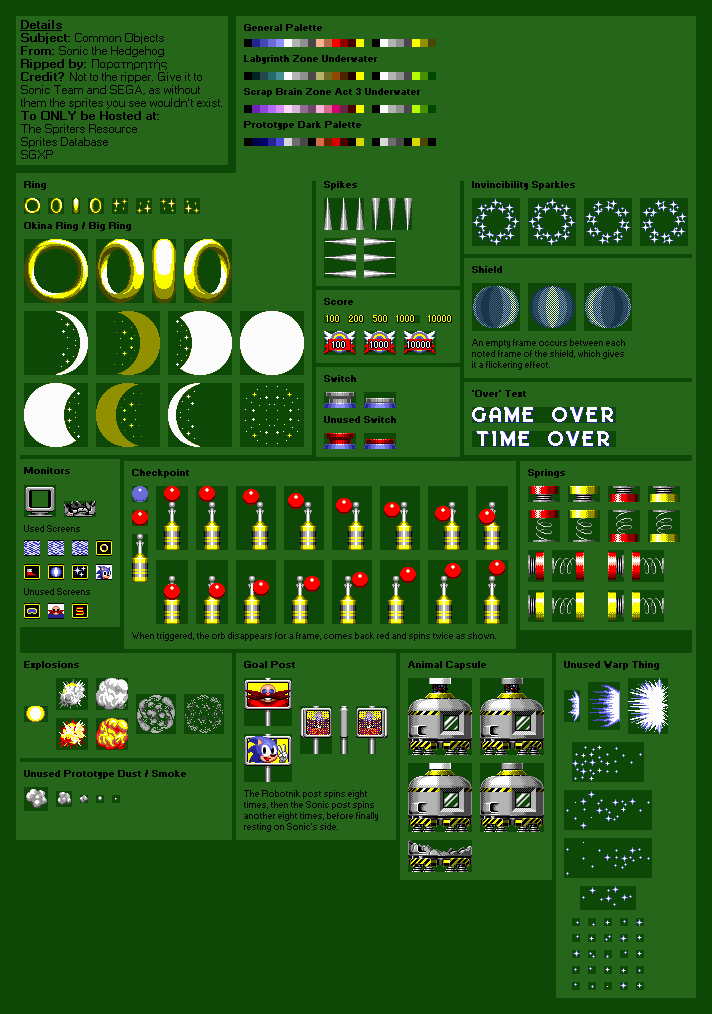 Details
Subject: Common Objects
From: Sonic the Hedgehog
Ripped by: Παρατηρητής
Credit? Not to the ripper. Give it to
Sonic Team and SEGA, as without
them the sprites you see wouldn't exist.
To ONLY be Hosted at:
The Spriters Resource
Sprites Database
SGXP
General Palette
Labyrinth Zone Underwater
Scrap Brain Zone Act 3 Underwater
Prototype Dark Palette
Ring
Okina Ring / Big Ring
Spikes
Score
100 200 500 1000 10000
100 1000 10000
Switch
Unused Switch
Invincibility Sparkles
Shield
An empty frame occurs between each
noted frame of the shield, which gives
it a flickering effect.
'Over' Text
GAME OVER
TIME OVER
Monitors
Used Screens
Unused Screens
S
Checkpoint
When triggered, the orb disappears for a frame, comes back red and spins twice as shown.
Springs
Explosions
Unused Prototype Dust / Smoke
Goal Post
The Robotnik post spins eight
times, then the Sonic post spins
another eight times, before finally
resting on Sonic's side.
Animal Capsule
Unused Warp Thing